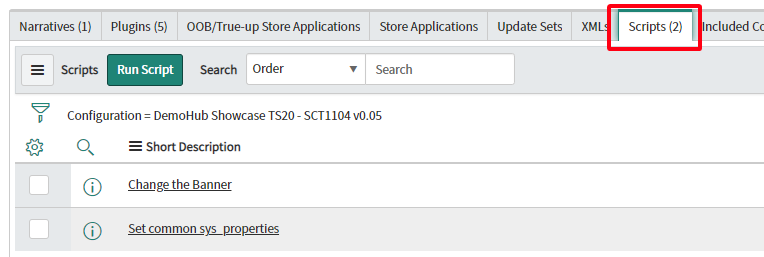 Narratives (1) Plugins (5) OOB/True-up Store Applications Store Applications Update Sets XMLs Scripts (2) Included
Scripts Run Script Search Order Search
Configuration = DemoHub Showcase TS20 - SCT1104 v0.05
Short Description
Change the Banner
Set common sys_properties